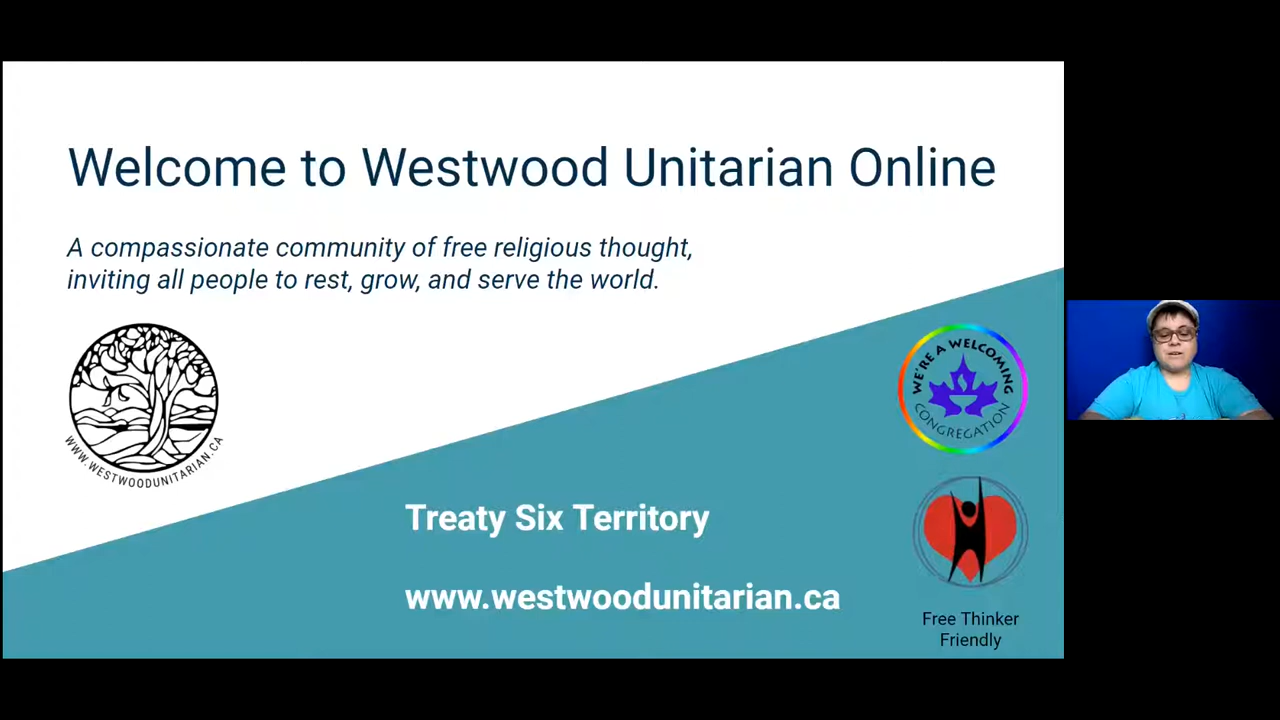 Welcome to Westwood Unitarian Online
A compassionate community of free religious thought,
inviting all people to rest, grow, and serve the world.
WWW.WESTWOODUNITARIAN.CA
WE'RE A WELCOMING
CONGREGATION
Treaty Six Territory
www.westwoodunitarian.ca
Free Thinker
Friendly